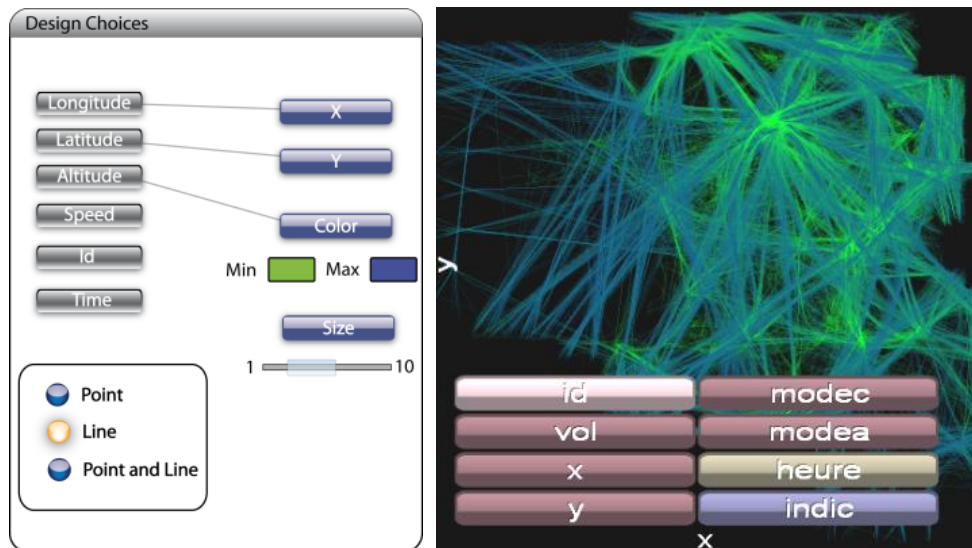 Design Choices
Longitude
X
Latitude
Y
Altitude
Speed
Color
Id
Min
Max
Time
Size
1
10
Point
Line
Point and Line
y
id
modec
vol
modea
x
heure
y
indic
x